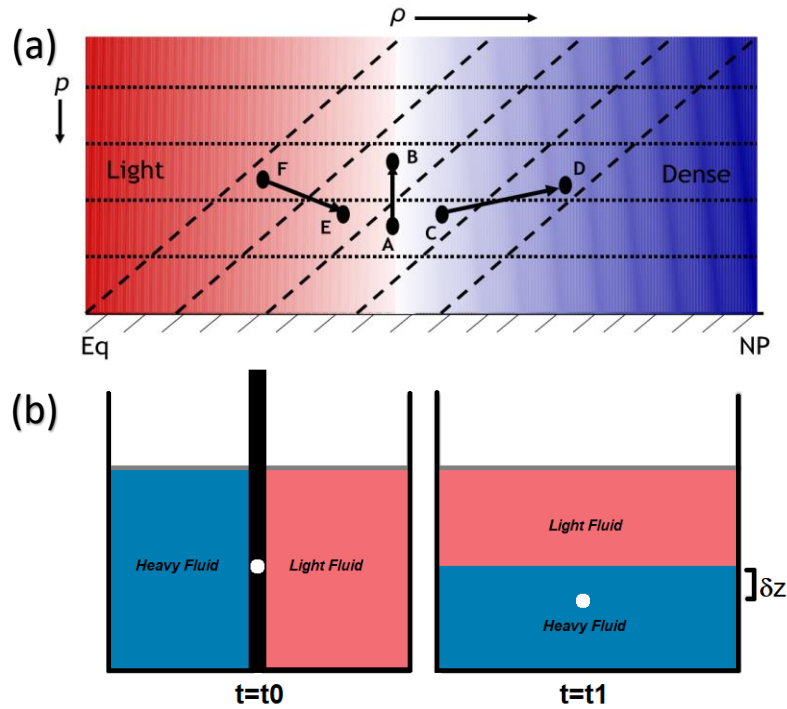 (a)
ρ
p
Light
Dense
F
B
D
E
A
C
Eq
NP
(b)
Heavy Fluid
Light Fluid
Light Fluid
Heavy Fluid
δz
t=t0
t=t1